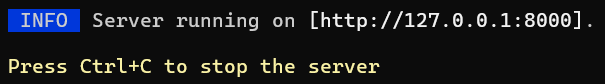 INFO Server running on [http://127.0.0.1:8000].
Press Ctrl+C to stop the server